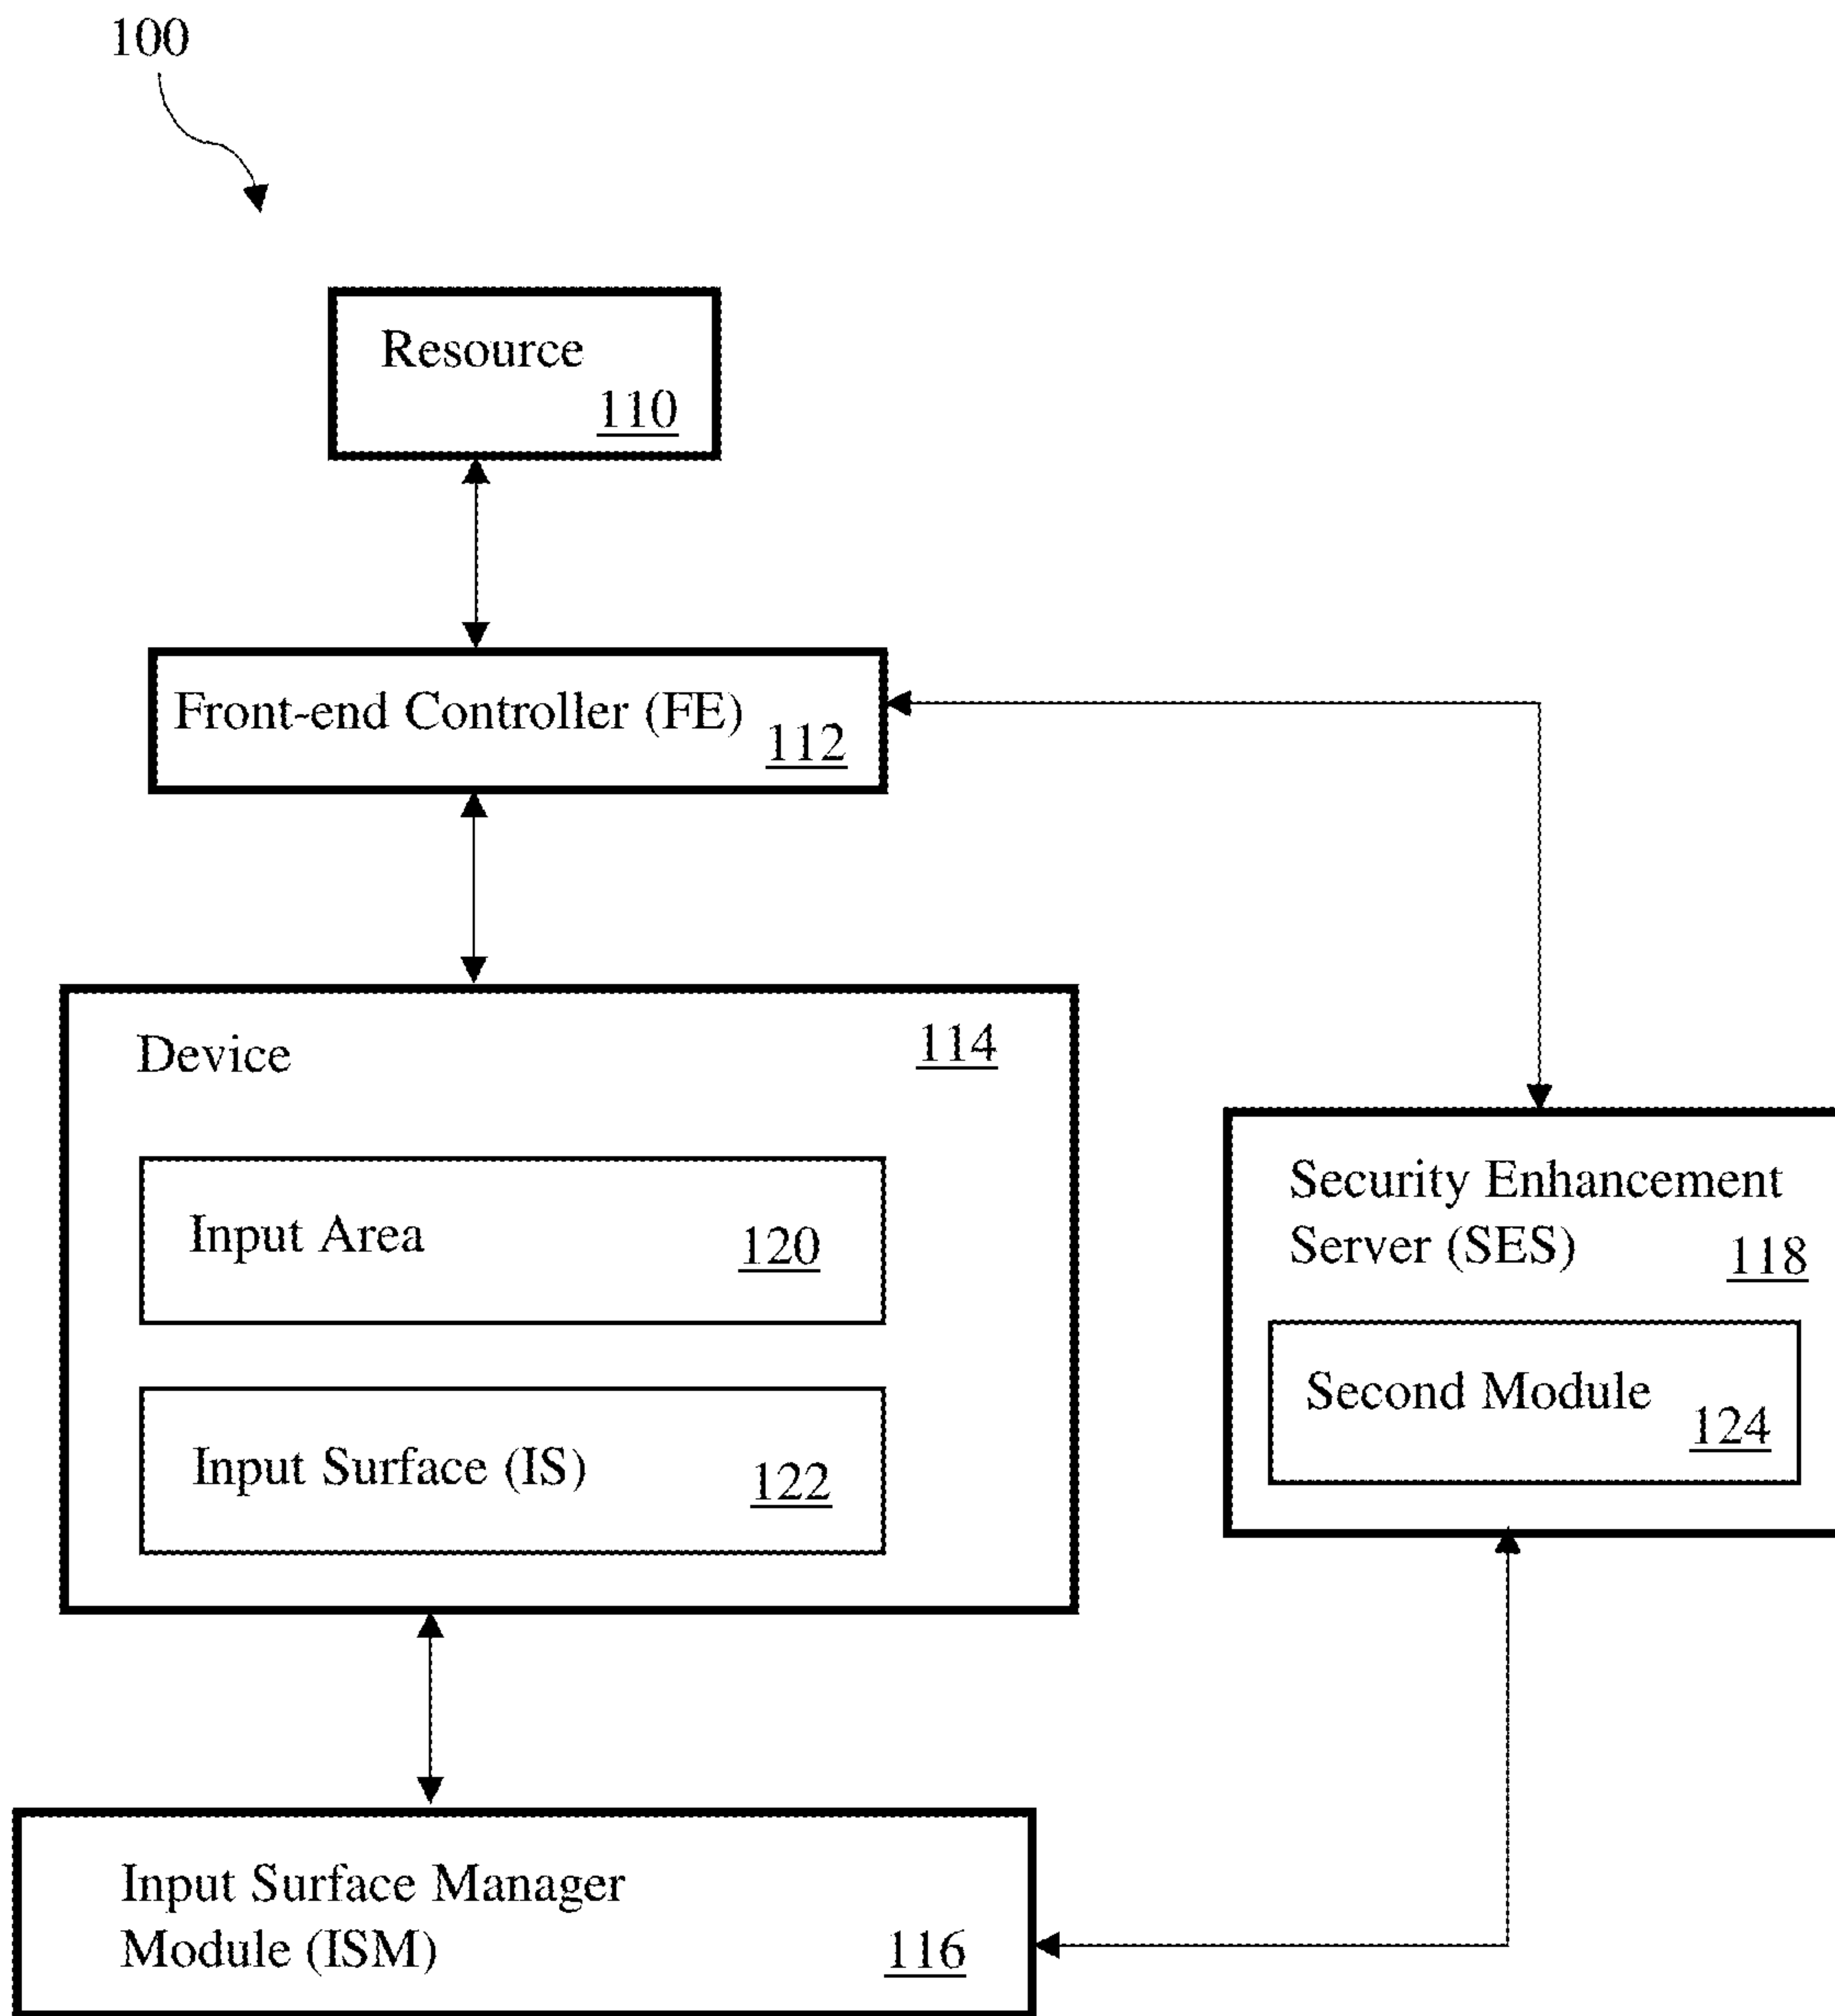 100
Resource
110
Front-end Controller (FE)
112
Device
114
Input Area
120
Input Surface (IS)
122
Security Enhancement
Server (SES)
118
Second Module
124
Input Surface Manager
Module (ISM)
116